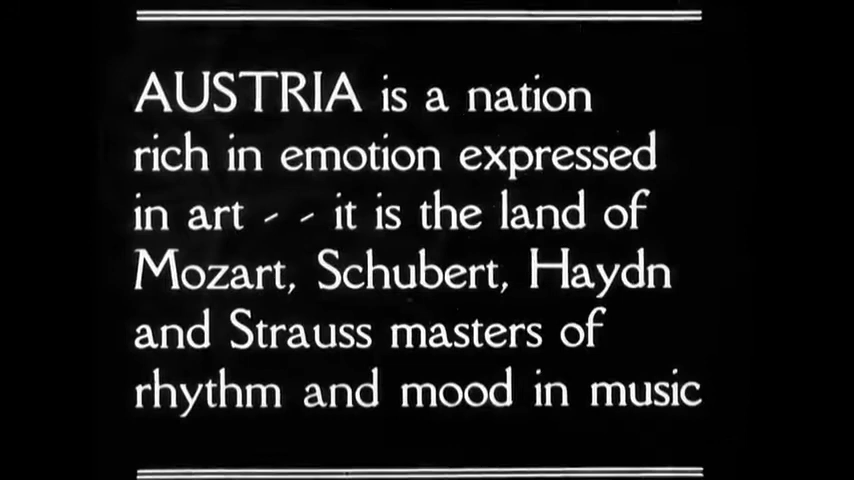 AUSTRIA is a nation
rich in emotion expressed
in art - - it is the land of
Mozart, Schubert, Haydn
and Strauss masters of
rhythm and mood in music